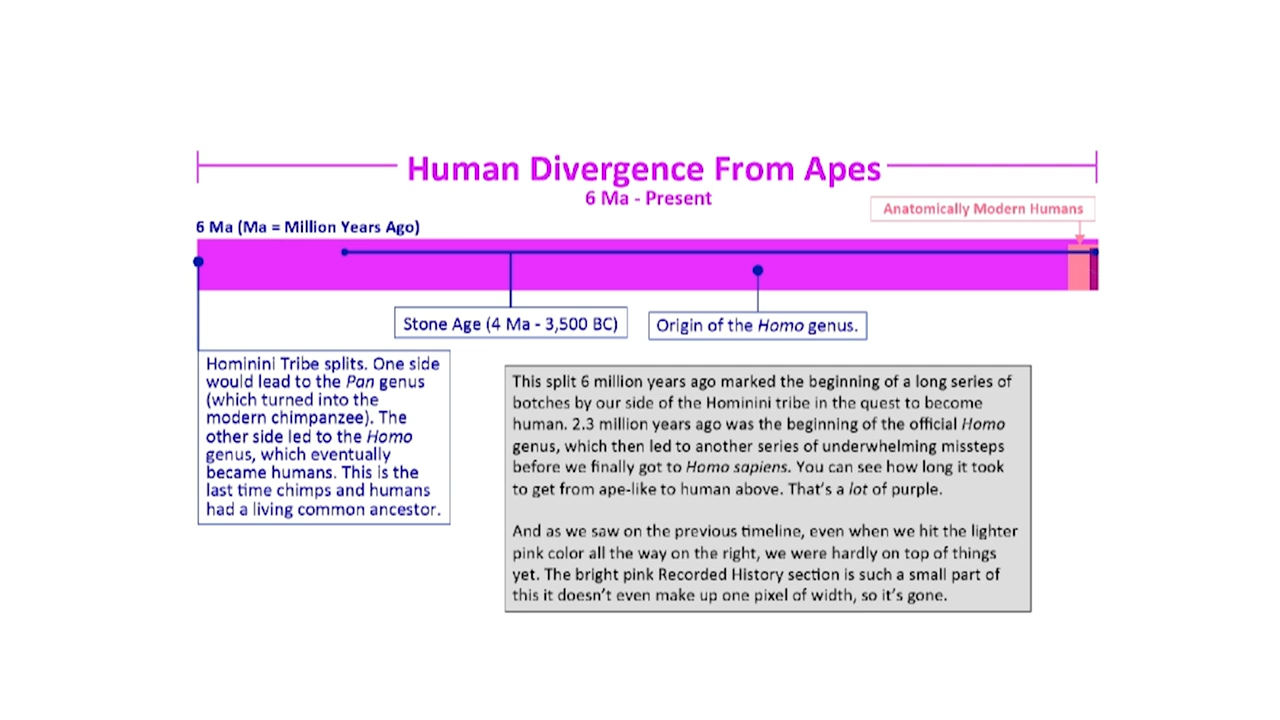 Human Divergence From Apes
6 Ma - Present
Anatomically Modern Humans
6 Ma (Ma = Million Years Ago)
Stone Age (4 Ma - 3,500 BC)
Origin of the Homo genus.
Hominini Tribe splits. One side
would lead to the Pan genus
(which turned into the
modern chimpanzee). The
other side led to the Homo
genus, which eventually
became humans. This is the
last time chimps and humans
had a living common ancestor.
This split 6 million years ago marked the beginning of a long series of
botches by our side of the Hominini tribe in the quest to become
human. 2.3 million years ago was the beginning of the official Homo
genus, which then led to another series of underwhelming missteps
before we finally got to Homo sapiens. You can see how long it took
to get from ape-like to human above. That's a lot of purple.
And as we saw on the previous timeline, even when we hit the lighter
pink color all the way on the right, we were hardly on top of things
yet. The bright pink Recorded History section is such a small part of
this it doesn't even make up one pixel of width, so it's gone.